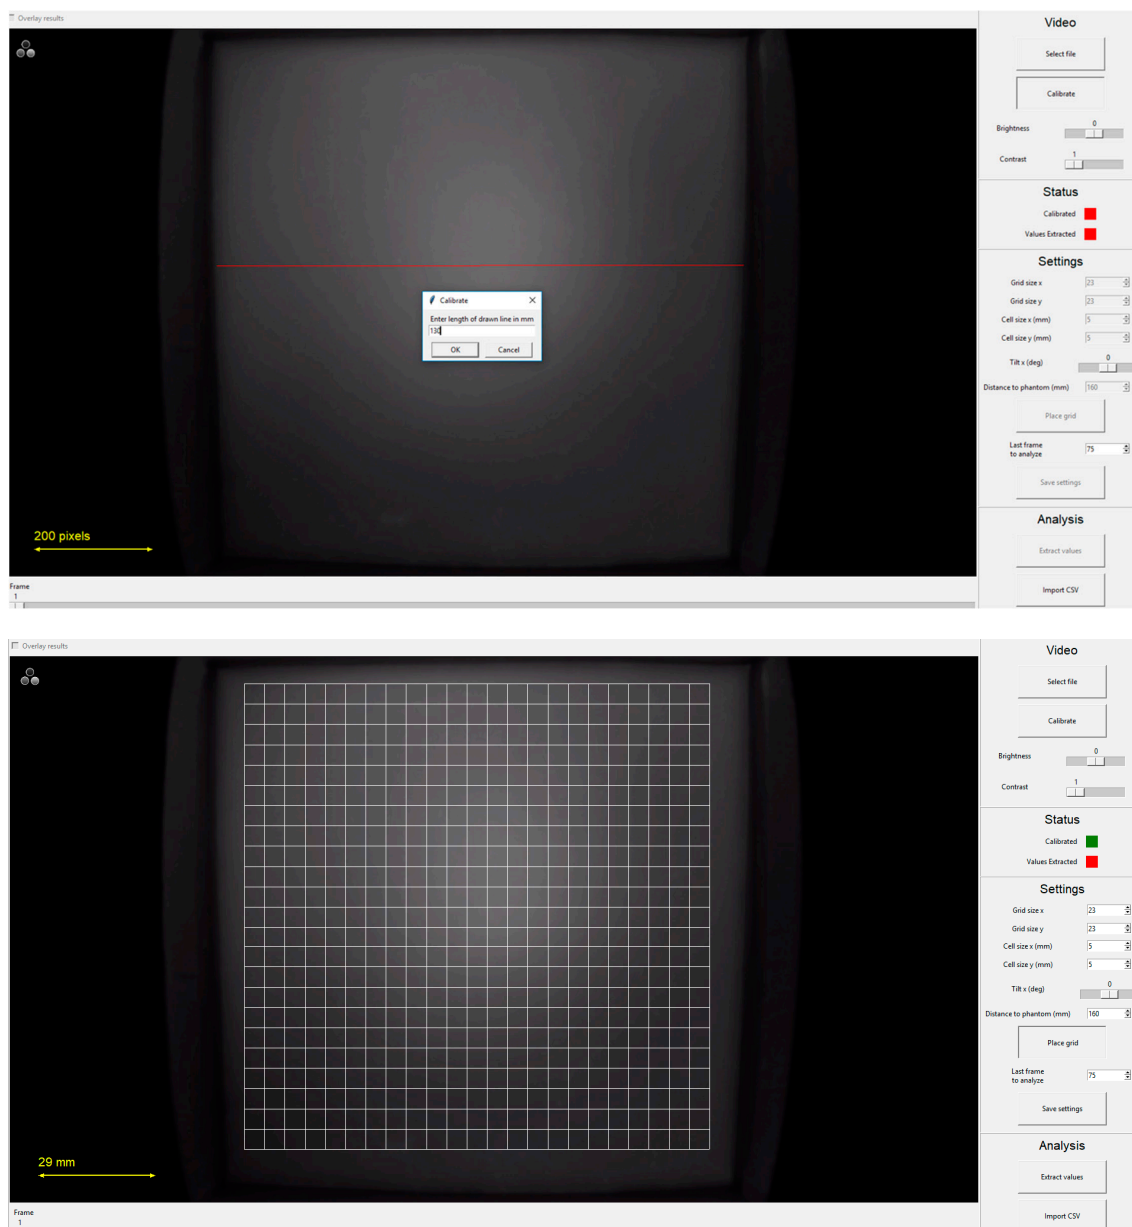 Overlay results
Video
Select file
Calibrate
Brightness
0
Contrast
1
Status
Calibrated
Values Extracted
Settings
Grid size x
23
Grid size y
23
Cell size x (mm)
5
Cell size y (mm)
5
Tilt x (deg)
0
Distance to phantom (mm)
160
Place grid
Last frame
to analyze
75
Save settings
Analysis
Extract values
Import CSV
Calibrate
Enter length of drawn line in mm
130
OK
Cancel
200 pixels
Frame
1
Overlay results
Video
Select file
Calibrate
Brightness
0
Contrast
1
Status
Calibrated
Values Extracted
Settings
Grid size x
23
Grid size y
23
Cell size x (mm)
5
Cell size y (mm)
5
Tilt x (deg)
0
Distance to phantom (mm)
160
Place grid
Last frame
to analyze
75
Save settings
Analysis
Extract values
Import CSV
29 mm
Frame
1